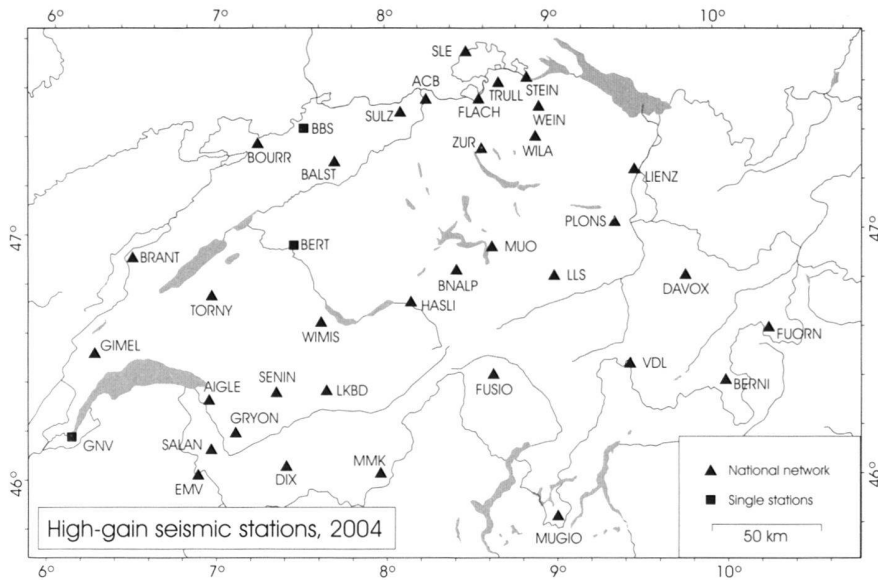 6° 7° 8° 9° 10°
SLE
ACB
STEIN
TRULL
SULZ
FLACH
WEIN
BBS
BOURR
ZUR
WILA
BALST
LIENZ
47° 47°
PLONS
BERT
MUO
BRANT
BNALP
LLS
DAVOX
TORNY
HASLI
WIMIS
FUORN
GIMEL
VDL
SENIN
AIGLE
LKBD
FUSIO
BERNI
GRYON
GNV
SALAN
MMK
DIX
EMV
46° 46°
National network
Single stations
50 km
High-gain seismic stations, 2004
MUGIO
6° 7° 8° 9° 10°